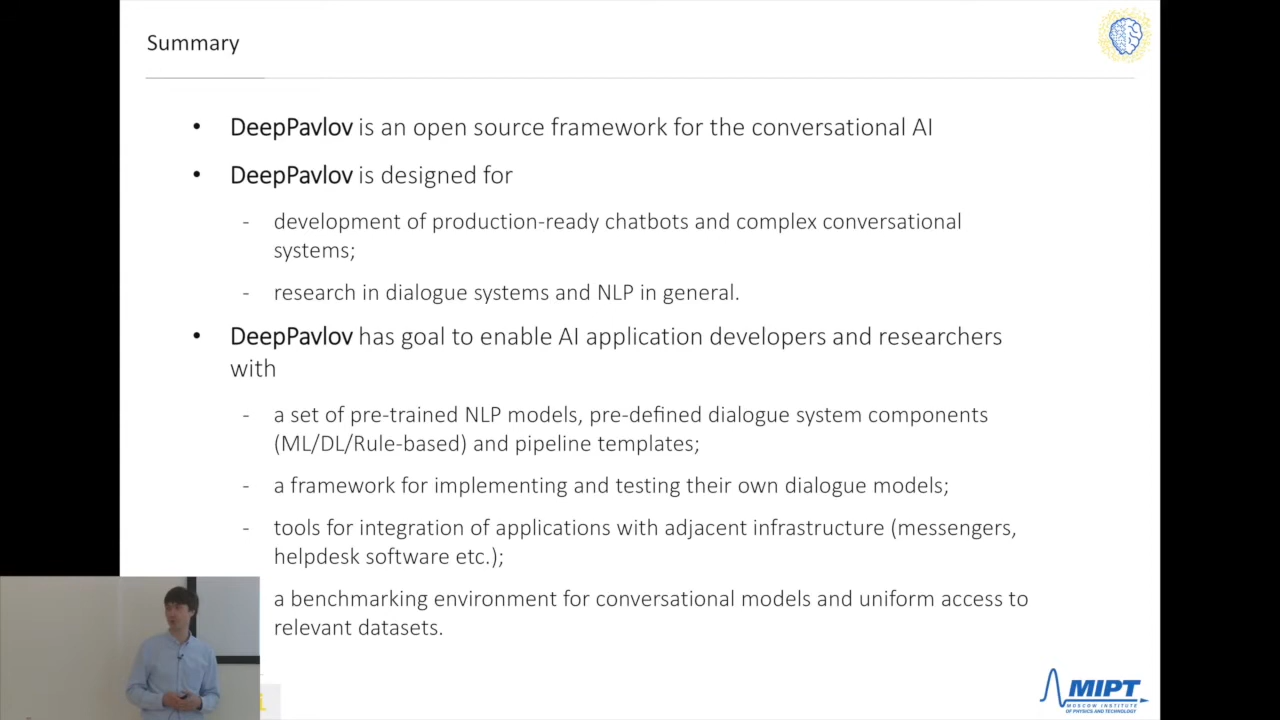 Summary
• DeepPavlov is an open source framework for the conversational AI
• DeepPavlov is designed for
- development of production-ready chatbots and complex conversational
systems;
- research in dialogue systems and NLP in general.
• DeepPavlov has goal to enable AI application developers and researchers
with
- a set of pre-trained NLP models, pre-defined dialogue system components
(ML/DL/Rule-based) and pipeline templates;
- a framework for implementing and testing their own dialogue models;
- tools for integration of applications with adjacent infrastructure (messengers,
helpdesk software etc.);
a benchmarking environment for conversational models and uniform access to
relevant datasets.
MIPT
MOSCOW INSTITUTE
OF PHYSICS AND TECHNOLOGY